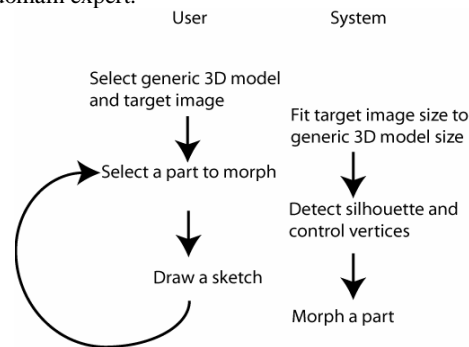 domain expert.
User
System
Select generic 3D model
and target image
Fit target image size to
generic 3D model size
Select a part to morph
Detect silhouette and
control vertices
Draw a sketch
Morph a part